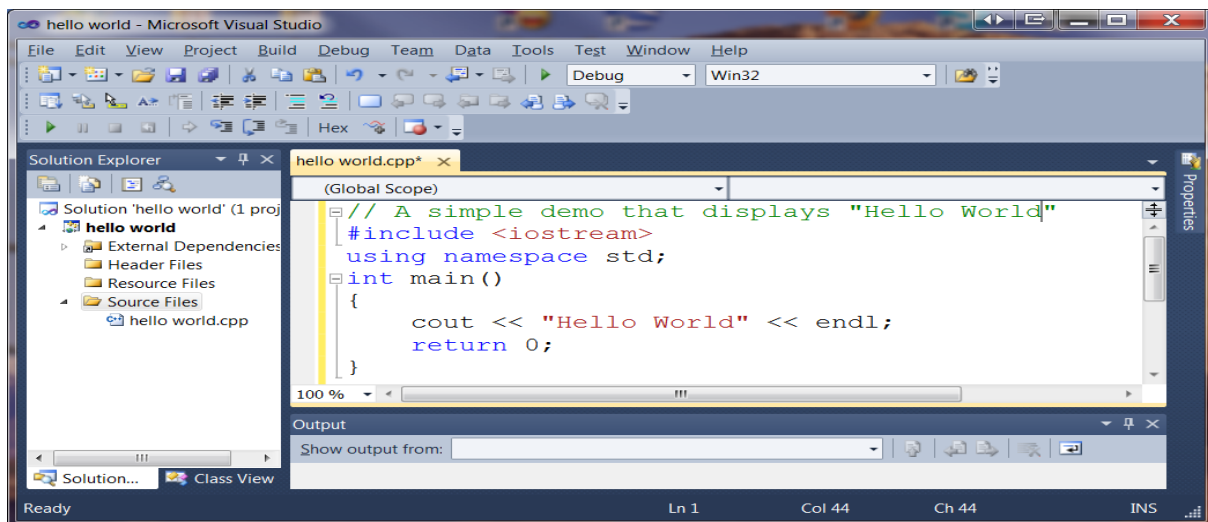 hello world - Microsoft Visual Studio
File Edit View Project Build Debug Team Data Tools Test Window Help
Debug Win32
Hex
Solution Explorer
Solution 'hello world' (1 proj
hello world
External Dependencies
Header Files
Resource Files
Source Files
hello world.cpp
Solution... Class View
hello world.cpp*
(Global Scope)
// A simple demo that displays "Hello World"
#include <iostream>
using namespace std;
int main()
{
cout << "Hello World" << endl;
return 0;
}
100 %
Output
Show output from:
Properties
Ready Ln 1 Col 44 Ch 44 INS